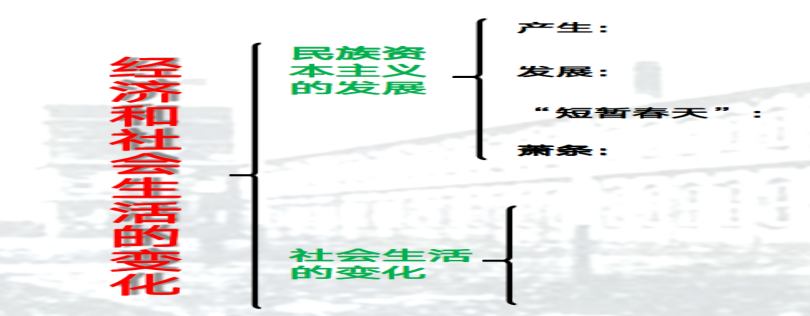 经济和社会生活的变化
民族资
本主义
的发展
产生：
发展：
“短暂春天”：
萧条：
社会生活
的变化